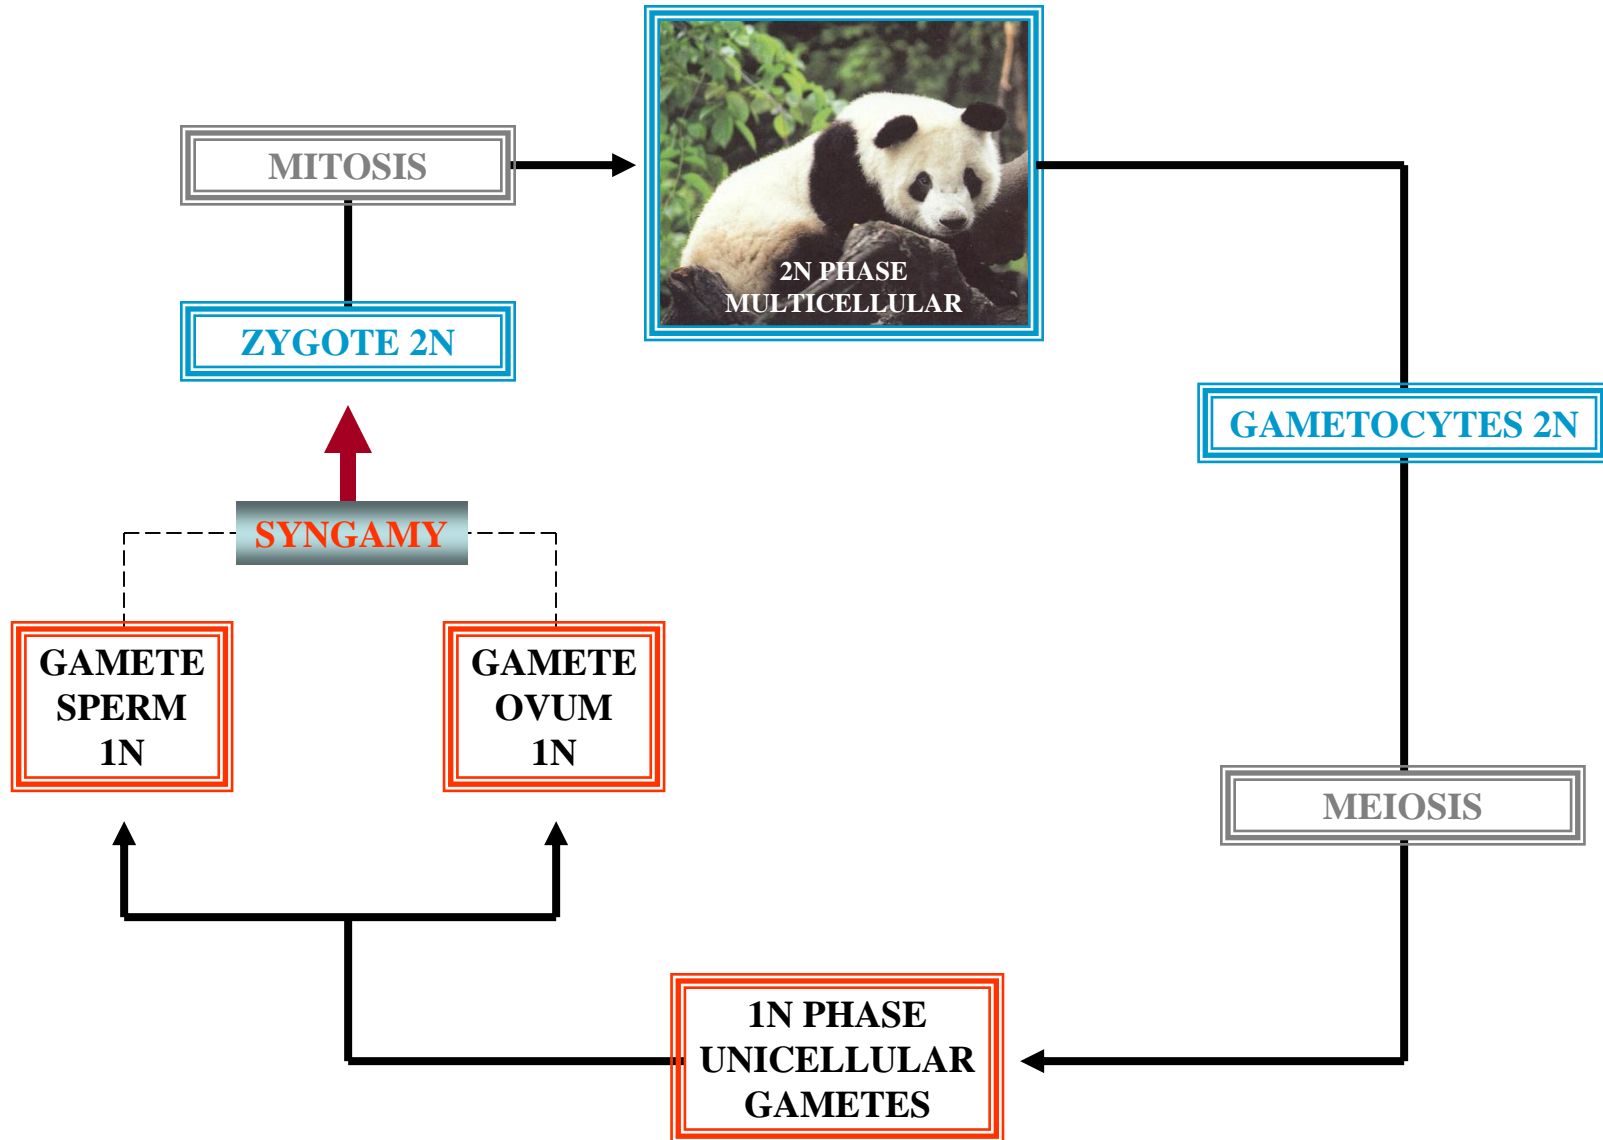 MITOSIS
2N PHASE
MULTICELLULAR
ZYGOTE 2N
GAMETOCYTES 2N
SYNGAMY
GAMETE
SPERM
1N
GAMETE
OVUM
1N
MEIOSIS
1N PHASE
UNICELLULAR
GAMETES